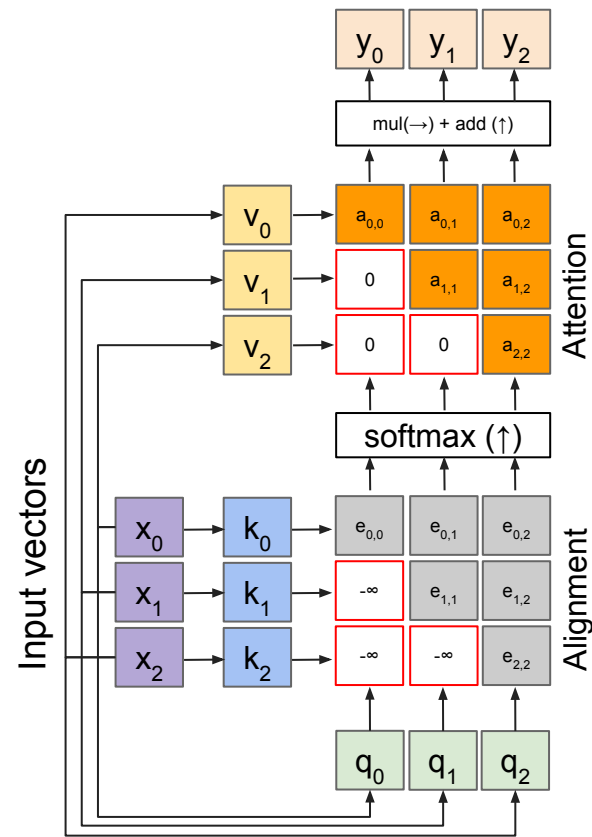 y0 y1 y2
mul(→) + add (↑)
v0 a0,0 a0,1 a0,2
v1 0 a1,1 a1,2
v2 0 0 a2,2
Attention
softmax (↑)
Input vectors
x0 k0 e0,0 e0,1 e0,2
x1 k1 -∞ e1,1 e1,2
x2 k2 -∞ -∞ e2,2
Alignment
q0 q1 q2